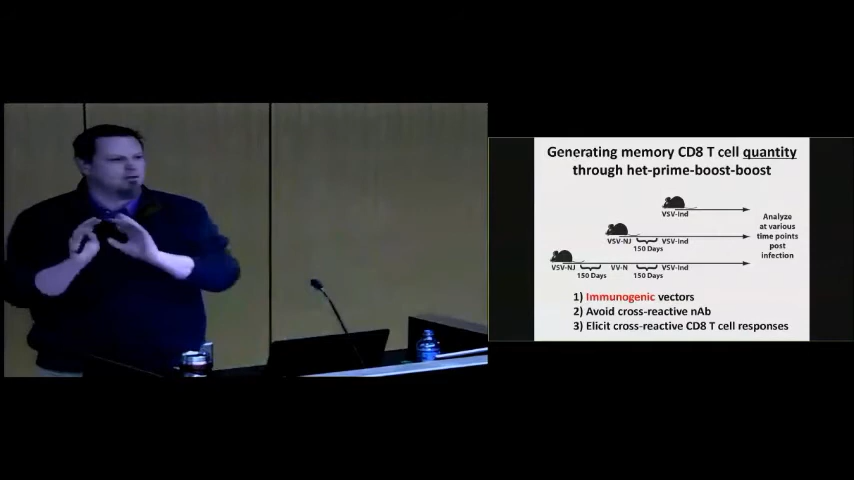 Generating memory CD8 T cell quantity
through het-prime-boost-boost
VSV-Ind
VSV-NJ
150 Days
VSV-Ind
VSV-NJ
150 Days
VV-N
150 Days
VSV-Ind
Analyze
at various
time points
post
infection
1) Immunogenic vectors
2) Avoid cross-reactive nAb
3) Elicit cross-reactive CD8 T cell responses